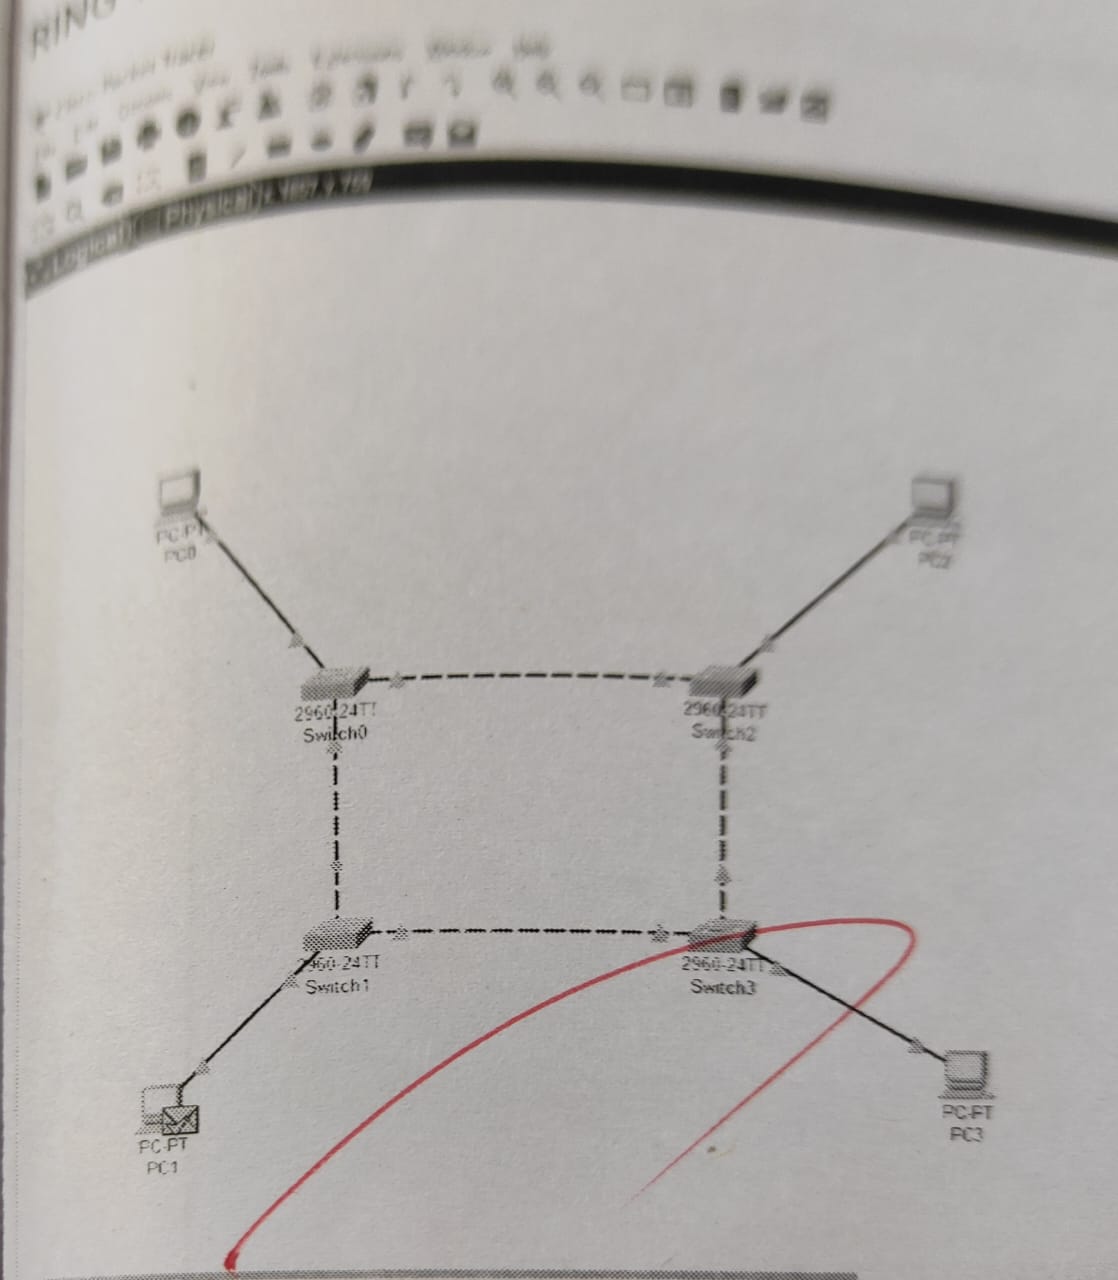 RING
Logical Physical
PC-PT
PC0
PC-PT
PC2
2960-24TT
Switch0
2960-24TT
Switch2
2960-24TT
Switch1
2960-24TT
Switch3
PC-PT
PC1
PC-PT
PC3